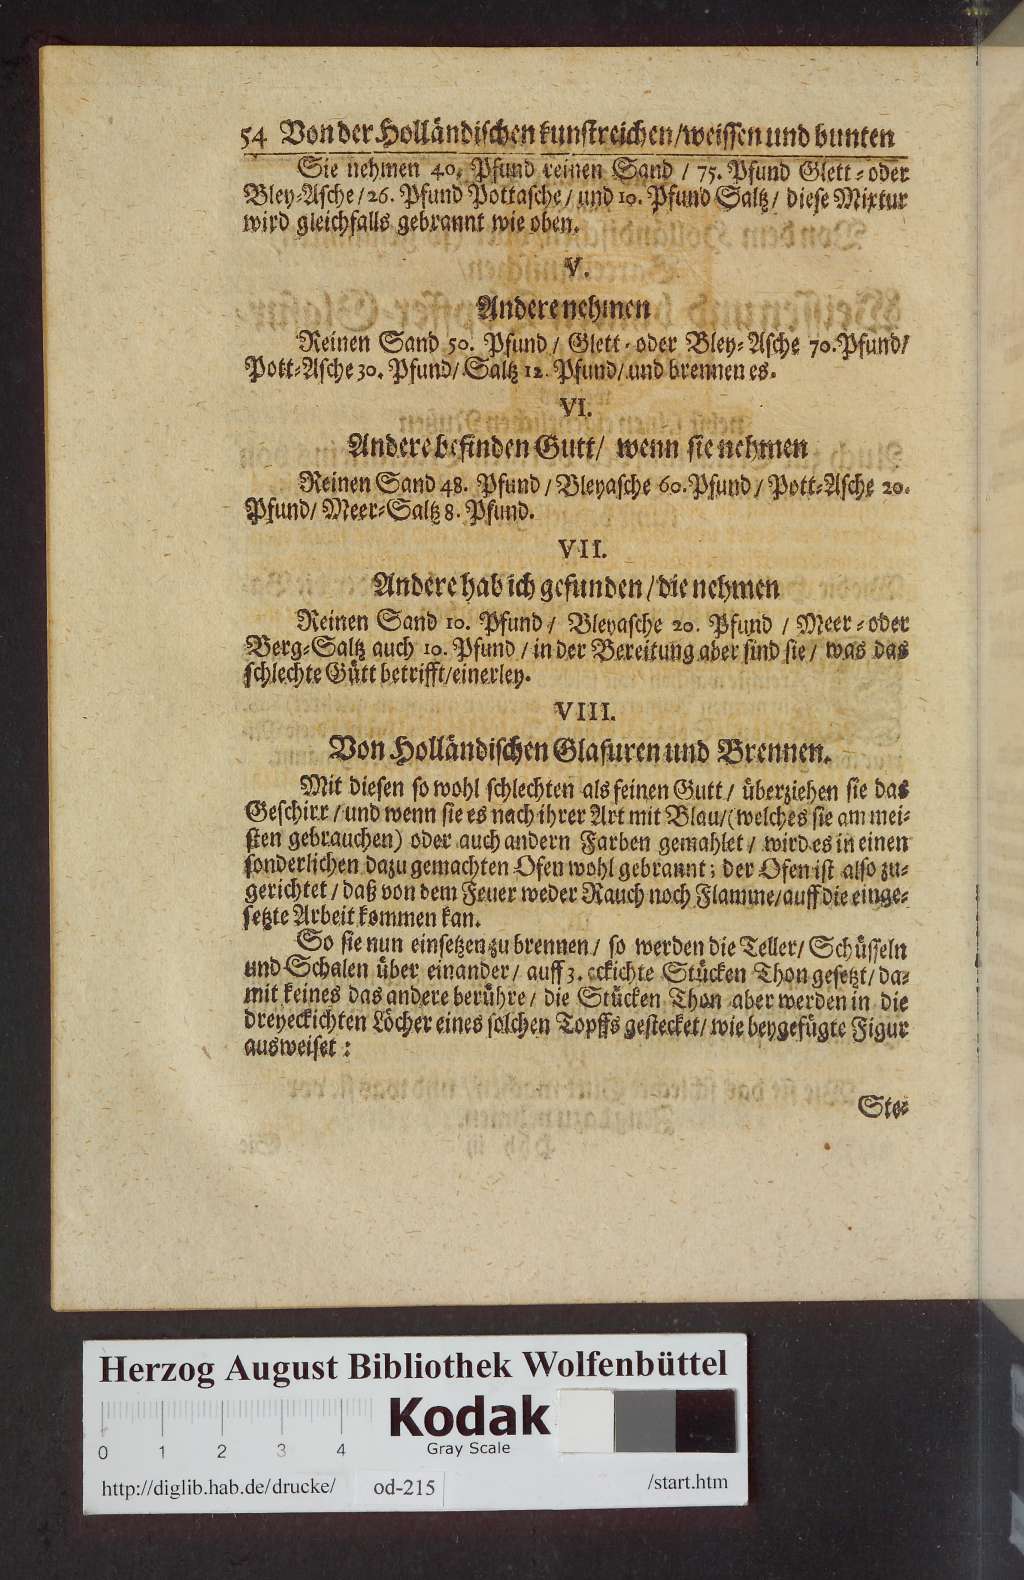 54 Von der Holländischen kunstreichen/weissen und bunten
Sie nehmen 40. Pfund reinen Sand / 75. Pfund Glett- oder
Bley-Asche / 26. Pfund Pottasche / und 10. Pfund Saltz / diese Mixtur
wird gleichfalls gebrannt wie oben.
V.
Andere nehmen
Reinen Sand 50. Pfund / Glett- oder Bley-Asche 70. Pfund/
Pott-Asche 30. Pfund/ Saltz 12. Pfund/ und brennen es.
VI.
Andere befinden Gutt/ wenn sie nehmen
Reinen Sand 48. Pfund / Bleyasche 60. Pfund / Pott-Asche 20.
Pfund/ Meer-Saltz 8. Pfund.
VII.
Andere hab ich gefunden / die nehmen
Reinen Sand 10. Pfund / Bleyasche 20. Pfund / Meer- oder
Berg-Saltz auch 10. Pfund / in der Bereitung aber sind sie / was das
schlechte Gütt betrifft/einerley.
VIII.
Von Holländischen Glasuren und Brennen.
Mit diesen so wohl schlechten als feinen Gutt / überziehen sie das
Geschirr / und wenn sie es nach ihrer Art mit Blau/(welches sie am mei-
sten gebrauchen) oder auch andern Farben gemahlet / wird es in einen
sonderlichen dazu gemachten Ofen wohl gebrannt; der Ofen ist also zu-
gerichtet / daß von dem Feuer weder Rauch noch Flamme/auff die einge-
setzte Arbeit kommen kan.
So sie nun einsetzen zu brennen / so werden die Teller/ Schüsseln
und Schalen über einander / auff 3. eckichte Stücken Thon gesetzt/ da-
mit keines das andere berühre / die Stücken Thon aber werden in die
dreyeckichten Löcher eines solchen Topffs gestecket / wie beygefügte Figur
ausweiset:
Ste-
Herzog August Bibliothek Wolfenbüttel
Kodak
Gray Scale
0 1 2 3 4
http://diglib.hab.de/drucke/ od-215 /start.htm